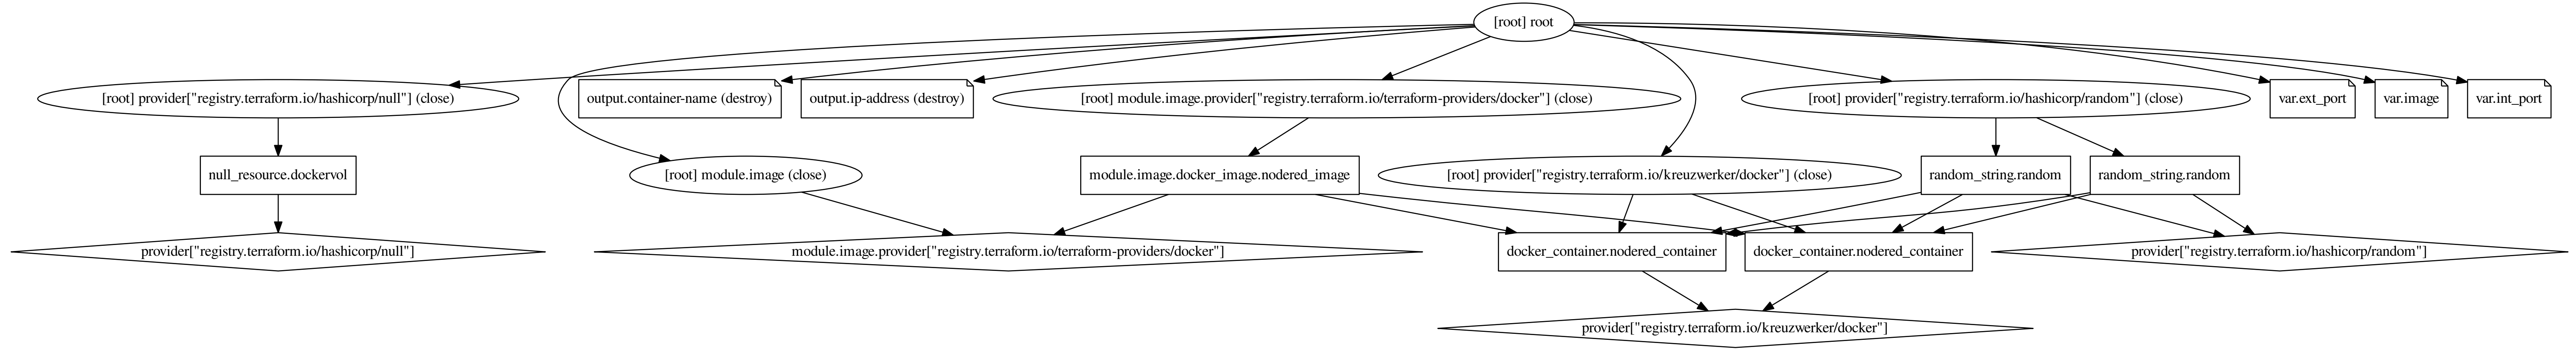 [root] root
[root] provider["registry.terraform.io/hashicorp/null"] (close)
output.container-name (destroy)
output.ip-address (destroy)
[root] module.image.provider["registry.terraform.io/terraform-providers/docker"] (close)
[root] provider["registry.terraform.io/hashicorp/random"] (close)
var.ext_port
var.image
var.int_port
null_resource.dockervol
[root] module.image (close)
module.image.docker_image.nodered_image
[root] provider["registry.terraform.io/kreuzwerker/docker"] (close)
random_string.random
random_string.random
provider["registry.terraform.io/hashicorp/null"]
module.image.provider["registry.terraform.io/terraform-providers/docker"]
docker_container.nodered_container
docker_container.nodered_container
provider["registry.terraform.io/hashicorp/random"]
provider["registry.terraform.io/kreuzwerker/docker"]